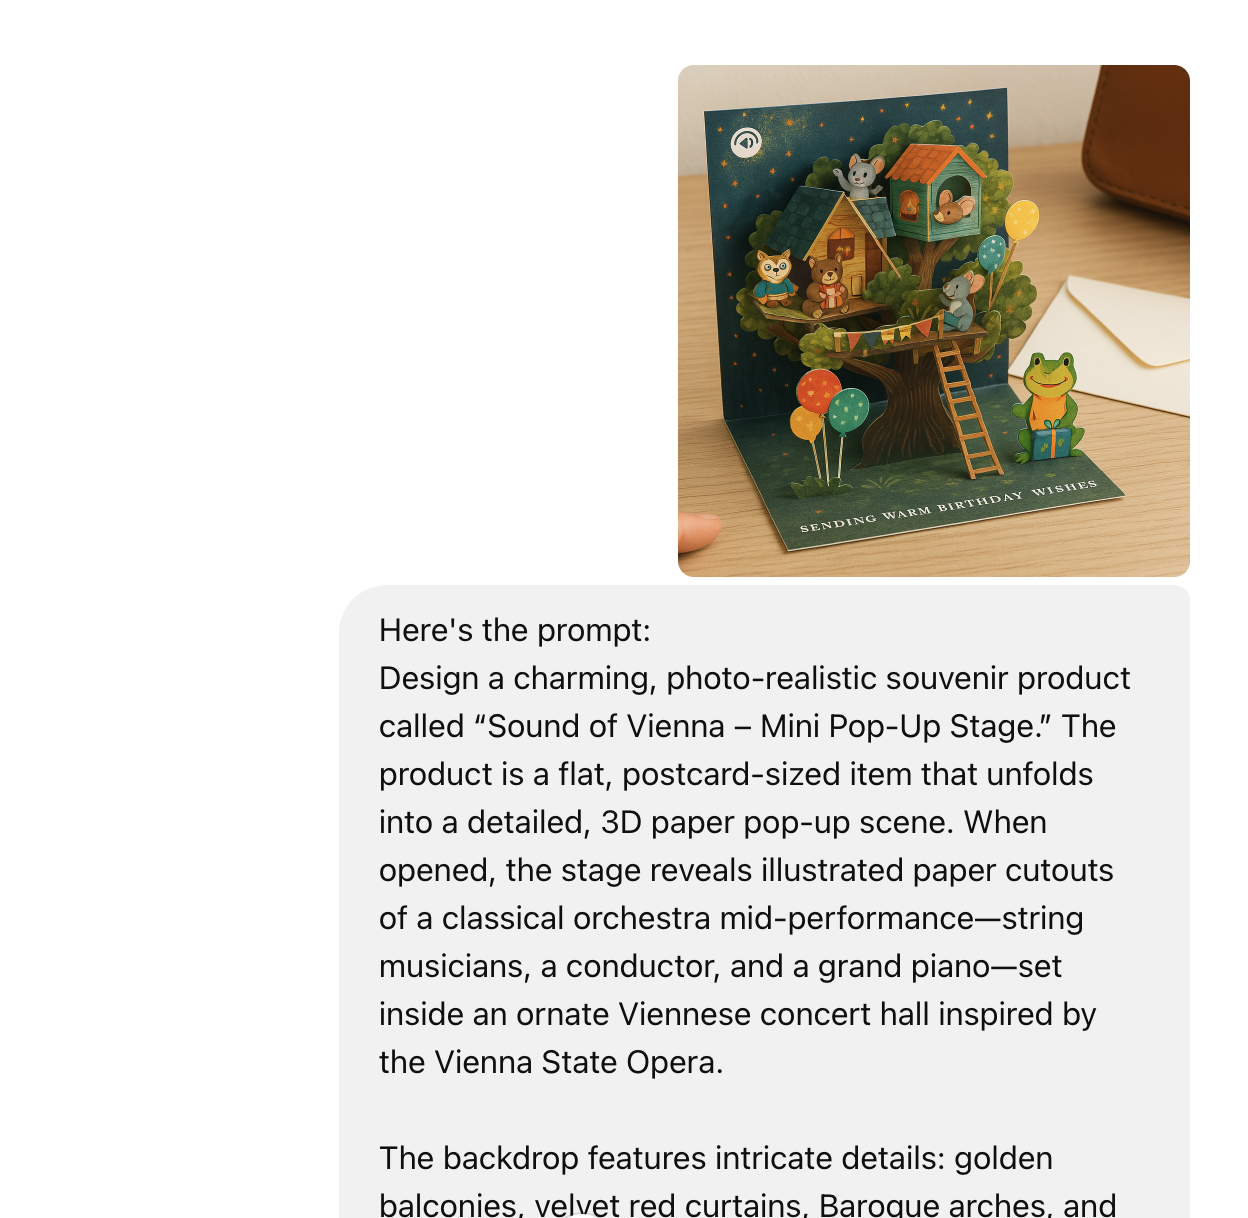 SENDING WARM BIRTHDAY WISHES
Here's the prompt:
Design a charming, photo-realistic souvenir product
called “Sound of Vienna – Mini Pop-Up Stage.” The
product is a flat, postcard-sized item that unfolds
into a detailed, 3D paper pop-up scene. When
opened, the stage reveals illustrated paper cutouts
of a classical orchestra mid-performance—string
musicians, a conductor, and a grand piano—set
inside an ornate Viennese concert hall inspired by
the Vienna State Opera.
The backdrop features intricate details: golden
balconies, velvet red curtains, Baroque arches, and